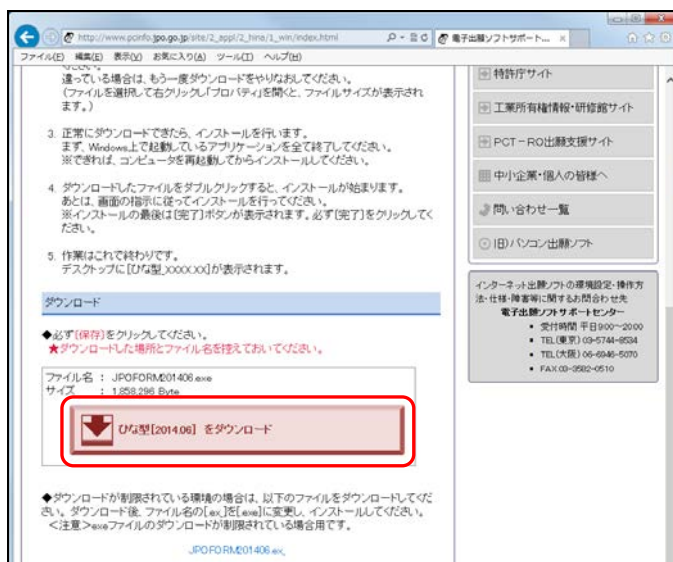 http://www.pcinfo.jpo.go.jp/site/2_appl/2_hina/1_win/index.html
電子出願ソフトサポート...
ファイル(F) 編集(E) 表示(V) お気に入り(A) ツール(T) ヘルプ(H)
ください。
違っている場合は、もう一度ダウンロードをやりなおしてください。
(ファイルを選択して右クリックし「プロパティ」を開くと、ファイルサイズが表示され
ます。)
3. 正常にダウンロードできたら、インストールを行います。
まず、Windows上で起動しているアプリケーションを全て終了してください。
※できれば、コンピュータを再起動してからインストールしてください。
4. ダウンロードしたファイルをダブルクリックすると、インストールが始まります。
あとは、画面の指示に従ってインストールを行ってください。
※インストールの最後は[完了]ボタンが表示されます。必ず[完了]をクリックしてく
ださい。
5. 作業はこれで終わりです。
デスクトップに[ひな型_XXXX.XX]が表示されます。
ダウンロード
◆必ず[保存]をクリックしてください。
★ダウンロードした場所とファイル名を控えておいてください。
ファイル名 : JPOFORM201406.exe
サイズ : 1,858,296 Byte
ひな型[2014.06] をダウンロード
◆ダウンロードが制限されている環境の場合は、以下のファイルをダウンロードしてくだ
さい。ダウンロード後、ファイル名の[.ex_]を[.exe]に変更し、インストールしてください。
<注意>exeファイルのダウンロードが制限されている場合用です。
JPOFORM201406.ex_
特許庁サイト
工業所有権情報・研修館サイト
PCT-RO出願支援サイト
中小企業・個人の皆様へ
問い合わせ一覧
(旧)パソコン出願ソフト
インターネット出願ソフトの環境設定・操作方
法・仕様・障害等に関するお問合わせ先
電子出願ソフトサポートセンター
• 受付時間 平日9:00～20:00
• TEL(東京) 03-5744-8534
• TEL(大阪) 06-6946-5070
• FAX.03-3582-0510